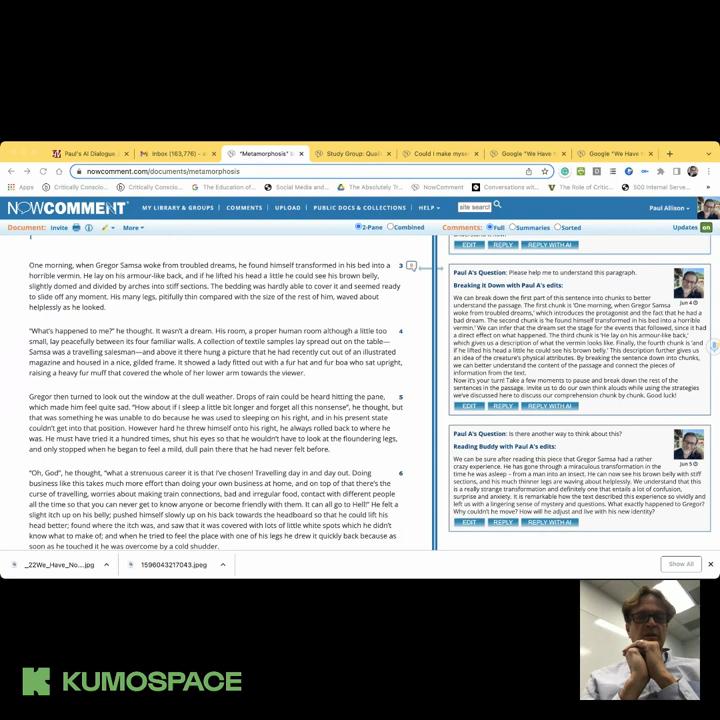 Paul's AI Dialogue
Inbox (163,776) - a
"Metamorphosis"
Study Group: Quali
Could I make myse
Google "We Have
Google "We Have
nowcomment.com/documents/metamorphosis
Apps
Critically Conscio...
Critically Conscio...
The Education of...
Social Media and...
The Absolutely Tr...
NowComment
Conversations wit...
The Role of Critic...
500 Internal Serve...
NOWCOMMENT
MY LIBRARY & GROUPS
COMMENTS
UPLOAD
PUBLIC DOCS & COLLECTIONS
HELP
site search
Paul Allison
Document: Invite
More
2-Pane
Combined
Comments: Full
Summaries
Sorted
Updates on
One morning, when Gregor Samsa woke from troubled dreams, he found himself transformed in his bed into a
horrible vermin. He lay on his armour-like back, and if he lifted his head a little he could see his brown belly,
slightly domed and divided by arches into stiff sections. The bedding was hardly able to cover it and seemed ready
to slide off any moment. His many legs, pitifully thin compared with the size of the rest of him, waved about
helplessly as he looked.
3
8
"What's happened to me?" he thought. It wasn't a dream. His room, a proper human room although a little too
small, lay peacefully between its four familiar walls. A collection of textile samples lay spread out on the table—
Samsa was a travelling salesman—and above it there hung a picture that he had recently cut out of an illustrated
magazine and housed in a nice, gilded frame. It showed a lady fitted out with a fur hat and fur boa who sat upright,
raising a heavy fur muff that covered the whole of her lower arm towards the viewer.
4
Gregor then turned to look out the window at the dull weather. Drops of rain could be heard hitting the pane,
which made him feel quite sad. "How about if I sleep a little bit longer and forget all this nonsense", he thought, but
that was something he was unable to do because he was used to sleeping on his right, and in his present state
couldn't get into that position. However hard he threw himself onto his right, he always rolled back to where he
was. He must have tried it a hundred times, shut his eyes so that he wouldn't have to look at the floundering legs,
and only stopped when he began to feel a mild, dull pain there that he had never felt before.
5
"Oh, God", he thought, "what a strenuous career it is that I've chosen! Travelling day in and day out. Doing
business like this takes much more effort than doing your own business at home, and on top of that there's the
curse of travelling, worries about making train connections, bad and irregular food, contact with different people
all the time so that you can never get to know anyone or become friendly with them. It can all go to Hell!" He felt a
slight itch up on his belly; pushed himself slowly up on his back towards the headboard so that he could lift his
head better; found where the itch was, and saw that it was covered with lots of little white spots which he didn't
know what to make of; and when he tried to feel the place with one of his legs he drew it quickly back because as
soon as he touched it he was overcome by a cold shudder.
6
EDIT
REPLY
REPLY WITH AI
Paul A's Question: Please help me to understand this paragraph.
Breaking it Down with Paul A's edits:
We can break down the first part of this sentence into chunks to better
understand the passage. The first chunk is 'One morning, when Gregor Samsa
woke from troubled dreams,' which introduces the protagonist and the fact that he had a
bad dream. The second chunk is he found himself transformed in his bed into a horrible
vermin.' We can infer that the dream set the stage for the events that followed, since it had
a direct effect on what happened. The third chunk is 'He lay on his armour-like back,'
which gives us a description of what the vermin looks like. Finally, the fourth chunk is 'and
if he lifted his head a little he could see his brown belly.' This description further gives us
an idea of the creature's physical attributes. By breaking the sentence down into chunks,
we can better understand the content of the passage and connect the pieces of
information from the text.
Now it's your turn! Take a few moments to pause and break down the rest of the
sentences in the passage. Invite us to do our own think alouds while using the strategies
we've discussed here to discuss our comprehension chunk by chunk. Good luck!
Jun 4
EDIT
REPLY
REPLY WITH AI
Paul A's Question: Is there another way to think about this?
Reading Buddy with Paul A's edits:
We can be sure after reading this piece that Gregor Samsa had a rather
crazy experience. He has gone through a miraculous transformation in the
time he was asleep – from a man into an insect. He can now see his brown belly with stiff
sections, and his much thinner legs are waving about helplessly. We understand that this
is a really strange transformation and definitely one that entails a lot of confusion,
surprise and anxiety. It is remarkable how the text described this experience so vividly and
left us with a lingering sense of mystery and questions. What exactly happened to Gregor?
Why couldn't he move? How will he adjust and live with his new identity?
Jun 5
EDIT
REPLY
REPLY WITH AI
_22We_Have_No....jpg
1596043217043.jpeg
Show All
KUMOSPACE